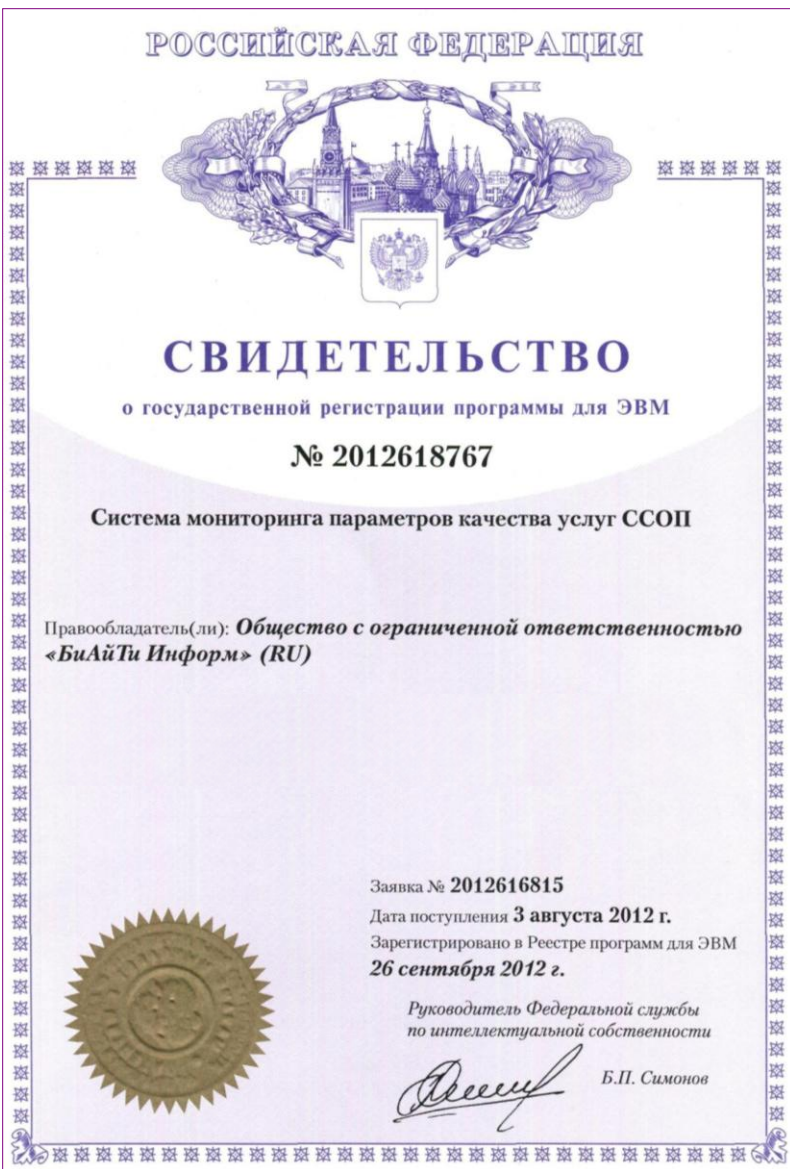 РОССИЙСКАЯ ФЕДЕРАЦИЯ
СВИДЕТЕЛЬСТВО
о государственной регистрации программы для ЭВМ
№ 2012618767
Система мониторинга параметров качества услуг ССОП
Правообладатель(ли): Общество с ограниченной ответственностью
«БиАйТи Информ» (RU)
Заявка № 2012616815
Дата поступления 3 августа 2012 г.
Зарегистрировано в Реестре программ для ЭВМ
26 сентября 2012 г.
Руководитель Федеральной службы
по интеллектуальной собственности
Б.П. Симонов